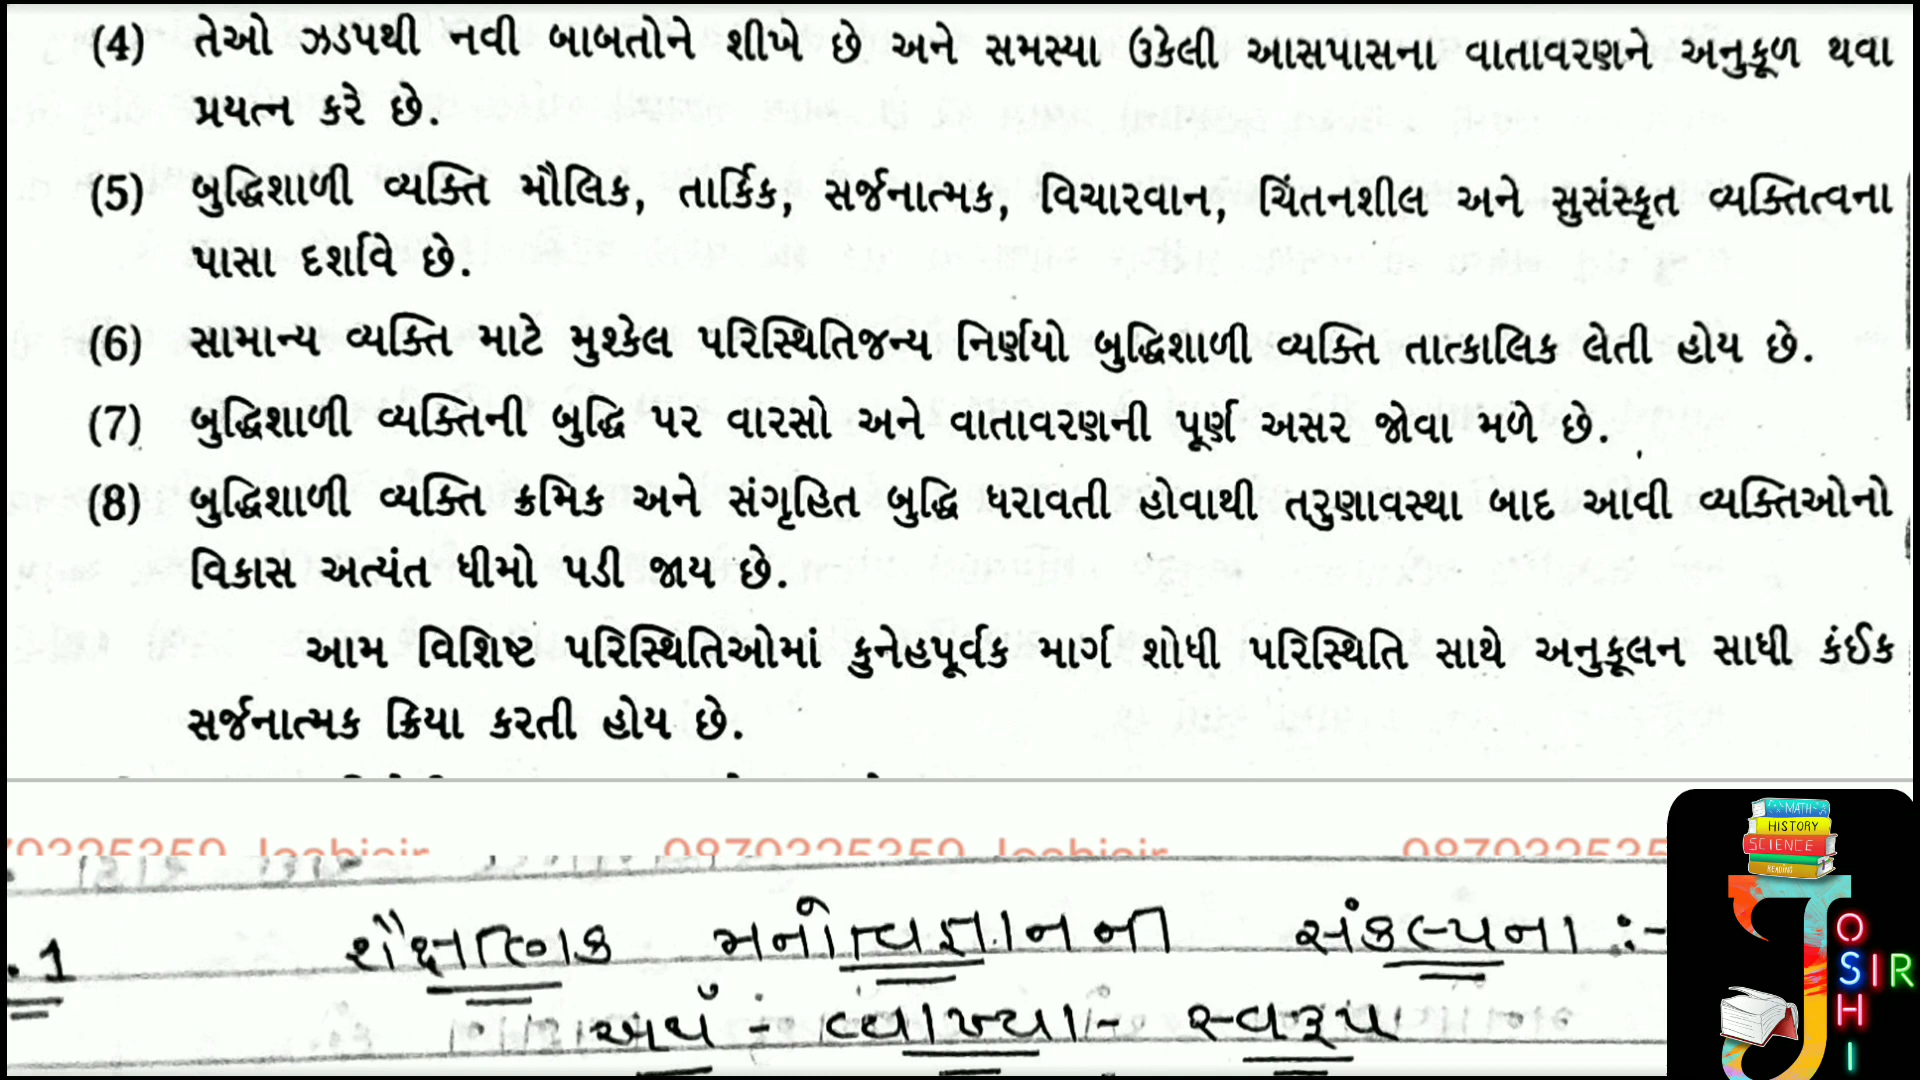 (4) તેઓ ઝડપથી નવી બાબતોને શીખે છે અને સમસ્યા ઉકેલી આસપાસના વાતાવરણને અનુકૂળ થવા
પ્રયત્ન કરે છે.
(5) બુદ્ધિશાળી વ્યક્તિ મૌલિક, તાર્કિક, સર્જનાત્મક, વિચારવાન, ચિંતનશીલ અને સુસંસ્કૃત વ્યક્તિત્વના
પાસા દર્શાવે છે.
(6) સામાન્ય વ્યક્તિ માટે મુશ્કેલ પરિસ્થિતિજન્ય નિર્ણયો બુદ્ધિશાળી વ્યક્તિ તાત્કાલિક લેતી હોય છે.
(7) બુદ્ધિશાળી વ્યક્તિની બુદ્ધિ પર વારસો અને વાતાવરણની પૂર્ણ અસર જોવા મળે છે.
(8) બુદ્ધિશાળી વ્યક્તિ ક્રમિક અને સંગૃહિત બુદ્ધિ ધરાવતી હોવાથી તરુણાવસ્થા બાદ આવી વ્યક્તિઓનો
વિકાસ અત્યંત ધીમો પડી જાય છે.
આમ વિશિષ્ટ પરિસ્થિતિઓમાં કુનેહપૂર્વક માર્ગ શોધી પરિસ્થિતિ સાથે અનુકૂલન સાધી કંઈક
સર્જનાત્મક ક્રિયા કરતી હોય છે.
9879325359 Joshisir
.1 મનોવિજ્ઞાનની સંકલ્પના :-
અર્થ - વ્યાખ્યા - સ્વરૂપ
MATH
HISTORY
SCIENCE
READING
JOSHI SIR